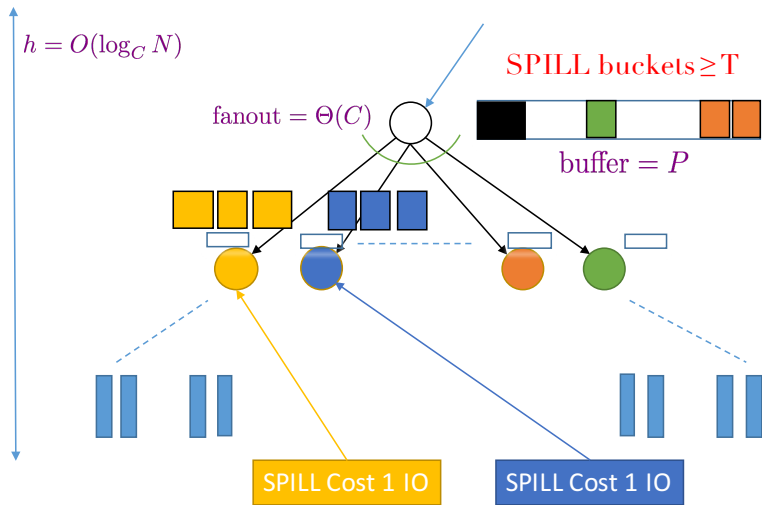 h = O(log_C N)
SPILL buckets≥T
fanout = Θ(C)
buffer = P
SPILL Cost 1 IO
SPILL Cost 1 IO